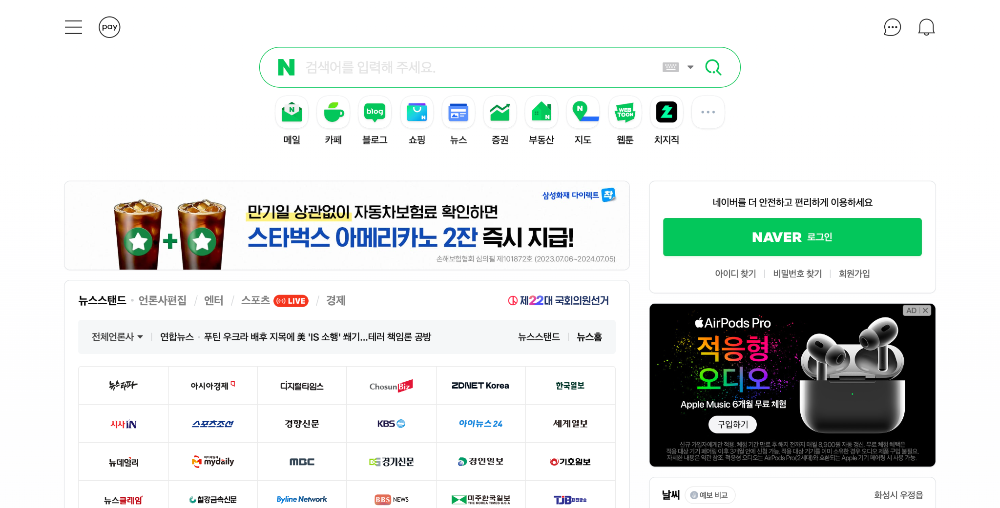 pay
N 검색어를 입력해 주세요.
N blog N N N WEB TOON
메일 카페 블로그 쇼핑 뉴스 증권 부동산 지도 웹툰 치지직
삼성화재 다이렉트 착
만기일 상관없이 자동차보험료 확인하면
스타벅스 아메리카노 2잔 즉시 지급!
손해보험협회 심의필 제101872호 (2023.07.06~2024.07.05)
네이버를 더 안전하고 편리하게 이용하세요
NAVER 로그인
아이디 찾기 비밀번호 찾기 회원가입
뉴스스탠드 언론사편집 / 엔터 / 스포츠 LIVE / 경제 제22대 국회의원선거
전체언론사 연합뉴스 푸틴 우크라 배후 지목에 美 'IS 소행' 쐐기…테러 책임론 공방 뉴스스탠드 뉴스홈
뉴스타파 아시아경제 디지털타임스 ChosunBiz ZDNET Korea 한국일보
시사IN 스포츠조선 경향신문 KBS 아이뉴스24 세계일보
뉴데일리 마이데일리 mydaily MBC 경기신문 경인일보 기호일보
뉴스클레임 철강금속신문 Byline Network BBS NEWS 미주한국일보 THE KOREA TIMES U.S.A TJB대전방송
AD
AirPods Pro
적응형
오디오
Apple Music 6개월 무료 체험
구입하기
신규 가입자에게만 적용. 체험 기간 만료 후 해지 전까지 매월 8,900원 자동 갱신. 무료 체험 혜택은
적용 대상 기기 페어링 이후 3개월 안에 신청 가능. 적용 대상 기기를 이미 소유한 경우 오디오 제품 구입 불필요.
자세한 내용은 약관 참조. 적응형 오디오는 AirPods Pro(2세대)와 호환되는 Apple 기기 페어링 시 사용 가능.
날씨 예보 비교 화성시 우정읍